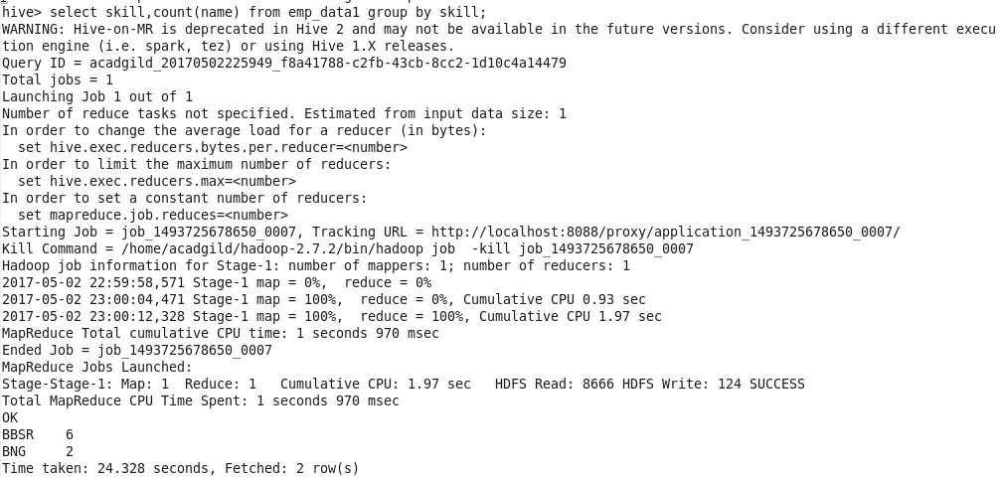 hive> select skill,count(name) from emp_data1 group by skill;
WARNING: Hive-on-MR is deprecated in Hive 2 and may not be available in the future versions. Consider using a different execu
tion engine (i.e. spark, tez) or using Hive 1.X releases.
Query ID = acadgild_20170502225949_f8a41788-c2fb-43cb-8cc2-1d10c4a14479
Total jobs = 1
Launching Job 1 out of 1
Number of reduce tasks not specified. Estimated from input data size: 1
In order to change the average load for a reducer (in bytes):
  set hive.exec.reducers.bytes.per.reducer=<number>
In order to limit the maximum number of reducers:
  set hive.exec.reducers.max=<number>
In order to set a constant number of reducers:
  set mapreduce.job.reduces=<number>
Starting Job = job_1493725678650_0007, Tracking URL = http://localhost:8088/proxy/application_1493725678650_0007/
Kill Command = /home/acadgild/hadoop-2.7.2/bin/hadoop job  -kill job_1493725678650_0007
Hadoop job information for Stage-1: number of mappers: 1; number of reducers: 1
2017-05-02 22:59:58,571 Stage-1 map = 0%,  reduce = 0%
2017-05-02 23:00:04,471 Stage-1 map = 100%,  reduce = 0%, Cumulative CPU 0.93 sec
2017-05-02 23:00:12,328 Stage-1 map = 100%,  reduce = 100%, Cumulative CPU 1.97 sec
MapReduce Total cumulative CPU time: 1 seconds 970 msec
Ended Job = job_1493725678650_0007
MapReduce Jobs Launched:
Stage-Stage-1: Map: 1  Reduce: 1   Cumulative CPU: 1.97 sec   HDFS Read: 8666 HDFS Write: 124 SUCCESS
Total MapReduce CPU Time Spent: 1 seconds 970 msec
OK
BBSR    6
BNG     2
Time taken: 24.328 seconds, Fetched: 2 row(s)